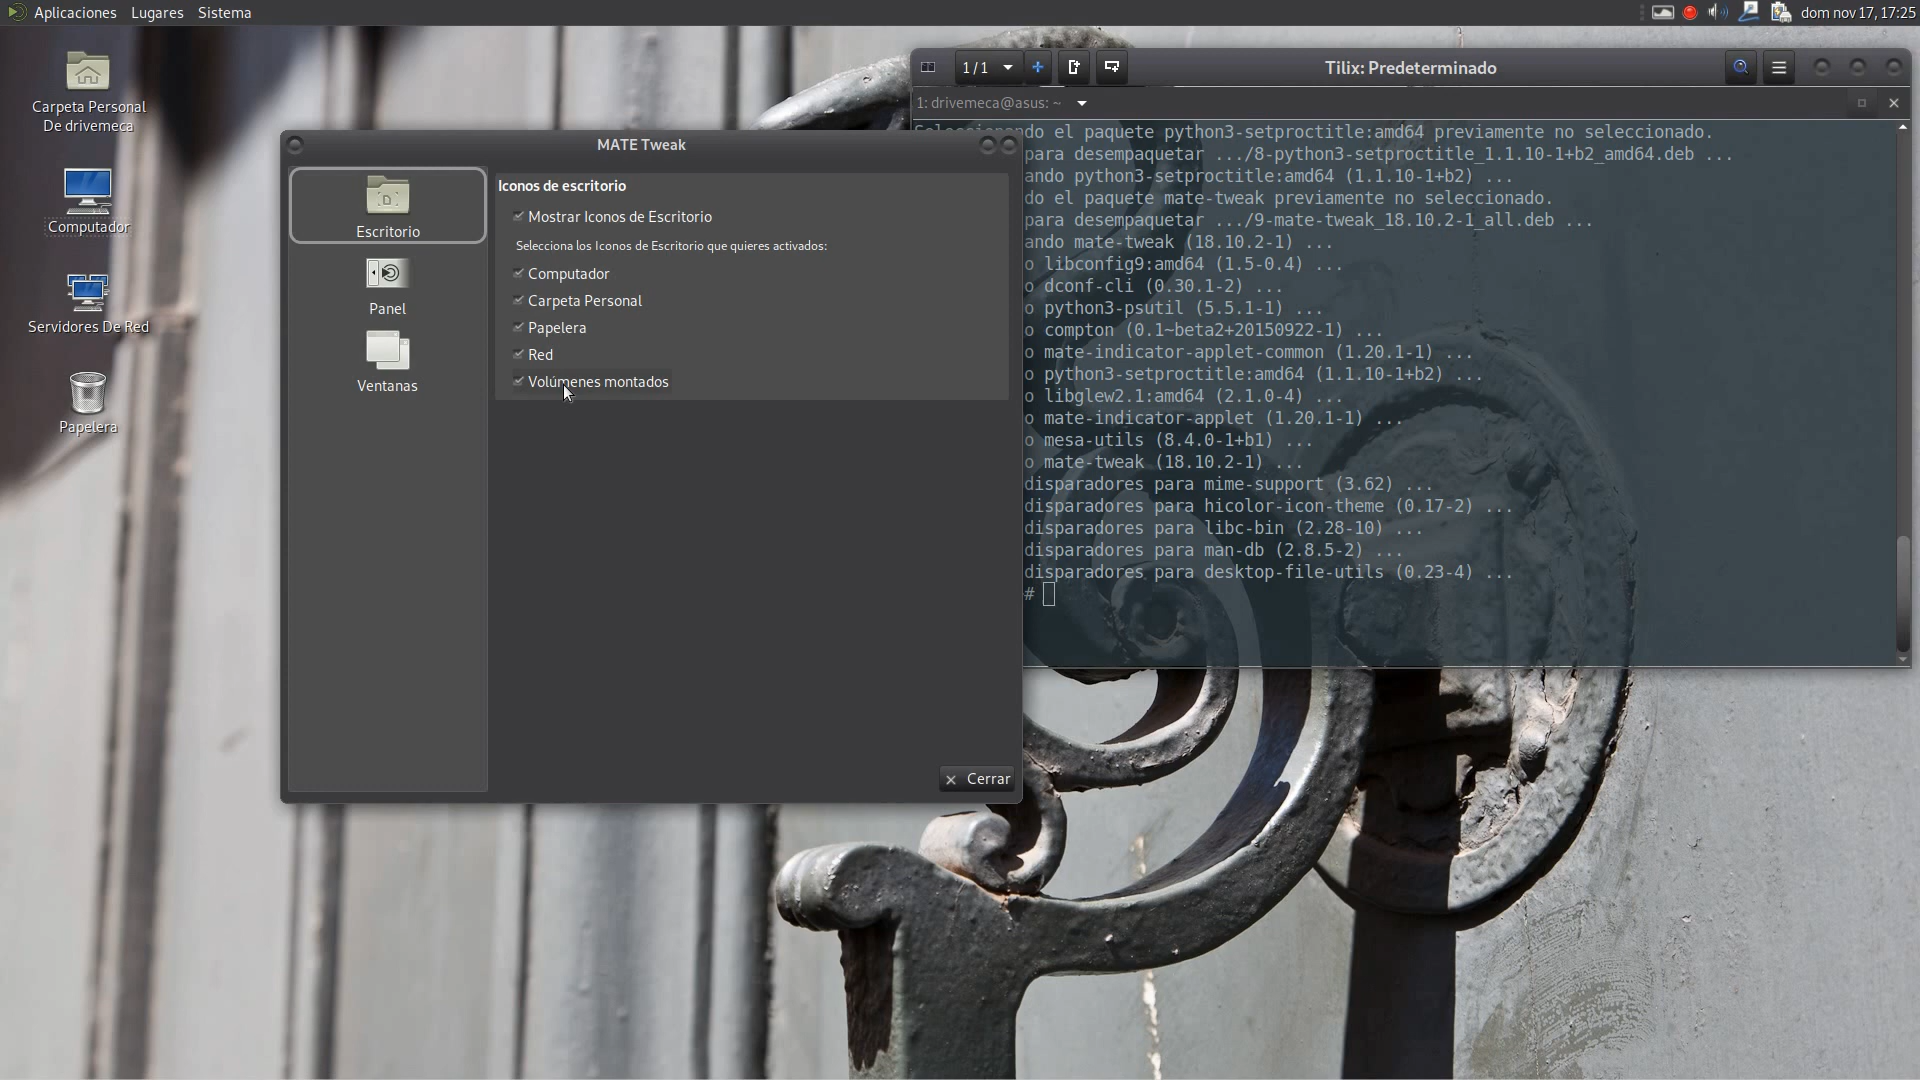 Aplicaciones Lugares Sistema
dom nov 17, 17:25
Carpeta Personal
De drivemeca
Computador
Servidores De Red
Papelera
MATE Tweak
Escritorio
Panel
Ventanas
Iconos de escritorio
Mostrar Iconos de Escritorio
Selecciona los Iconos de Escritorio que quieres activados:
Computador
Carpeta Personal
Papelera
Red
Volúmenes montados
Cerrar
1 / 1
Tilix: Predeterminado
1: drivemeca@asus: ~
Seleccionando el paquete python3-setproctitle:amd64 previamente no seleccionado.
para desempaquetar .../8-python3-setproctitle_1.1.10-1+b2_amd64.deb ...
ando python3-setproctitle:amd64 (1.1.10-1+b2) ...
do el paquete mate-tweak previamente no seleccionado.
para desempaquetar .../9-mate-tweak_18.10.2-1_all.deb ...
ando mate-tweak (18.10.2-1) ...
o libconfig9:amd64 (1.5-0.4) ...
o dconf-cli (0.30.1-2) ...
o python3-psutil (5.5.1-1) ...
o compton (0.1~beta2+20150922-1) ...
o mate-indicator-applet-common (1.20.1-1) ...
o python3-setproctitle:amd64 (1.1.10-1+b2) ...
o libglew2.1:amd64 (2.1.0-4) ...
o mate-indicator-applet (1.20.1-1) ...
o mesa-utils (8.4.0-1+b1) ...
o mate-tweak (18.10.2-1) ...
disparadores para mime-support (3.62) ...
disparadores para hicolor-icon-theme (0.17-2) ...
disparadores para libc-bin (2.28-10) ...
disparadores para man-db (2.8.5-2) ...
disparadores para desktop-file-utils (0.23-4) ...
#